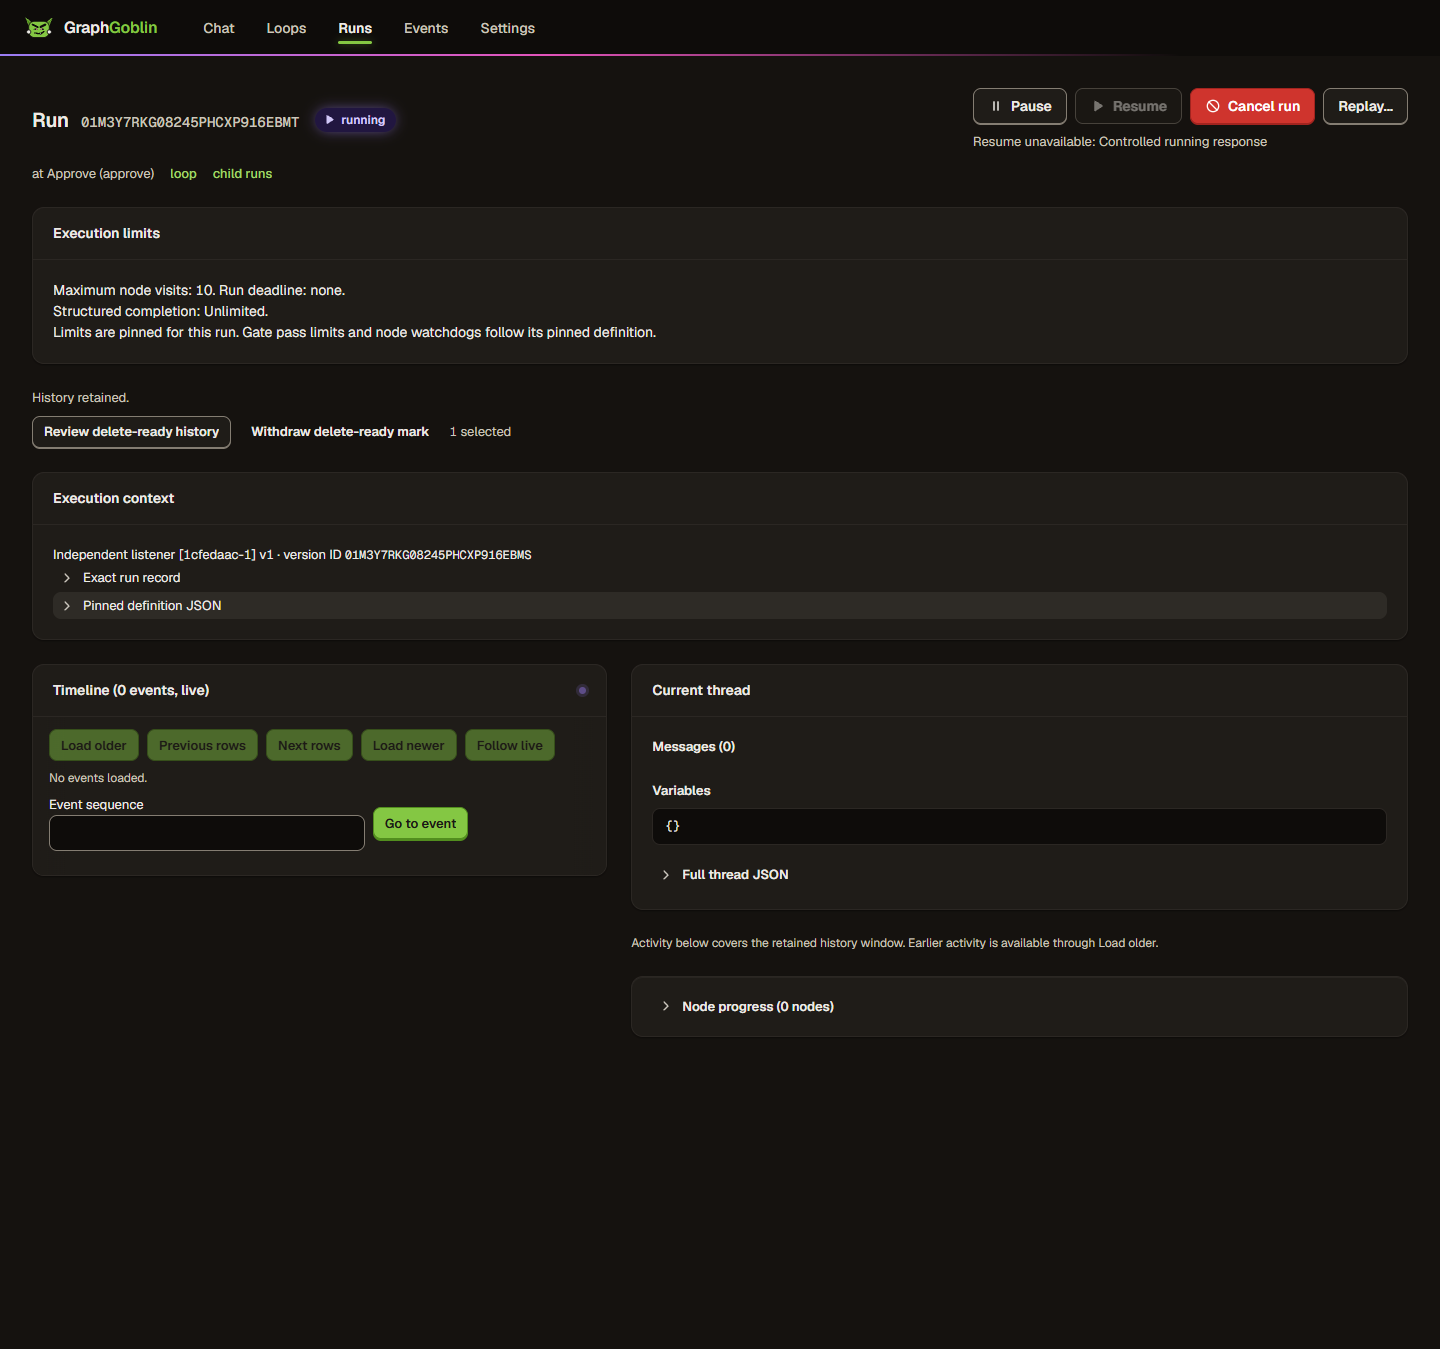 GraphGoblin
Chat
Loops
Runs
Events
Settings
Run 01M3Y7RKG08245PHCXP916EBMT running
Pause
Resume
Cancel run
Replay...
Resume unavailable: Controlled running response
at Approve (approve) loop child runs
Execution limits
Maximum node visits: 10. Run deadline: none.
Structured completion: Unlimited.
Limits are pinned for this run. Gate pass limits and node watchdogs follow its pinned definition.
History retained.
Review delete-ready history
Withdraw delete-ready mark
1 selected
Execution context
Independent listener [1cfedaac-1] v1 · version ID 01M3Y7RKG08245PHCXP916EBMS
Exact run record
Pinned definition JSON
Timeline (0 events, live)
Load older
Previous rows
Next rows
Load newer
Follow live
No events loaded.
Event sequence
Go to event
Current thread
Messages (0)
Variables
{}
Full thread JSON
Activity below covers the retained history window. Earlier activity is available through Load older.
Node progress (0 nodes)